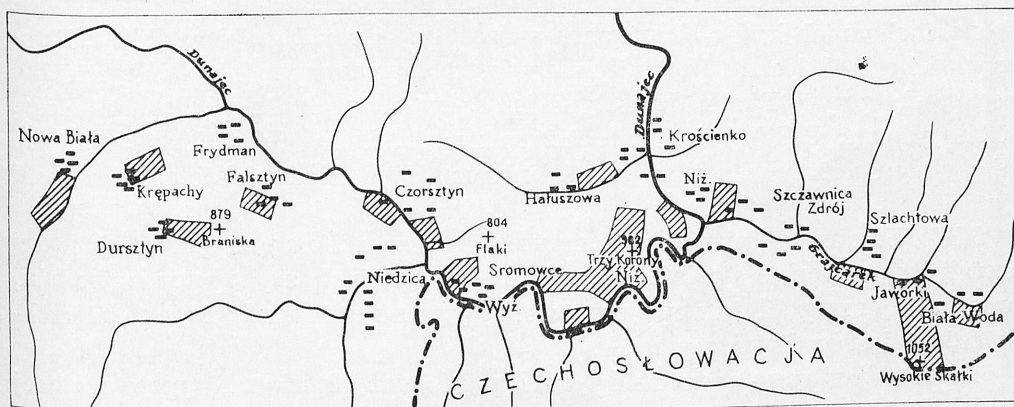 Dunajec
Nowa Biała
Frydman
Krępachy
Falsztyn
879
Braniska
Dursztyn
Niedzica
Czorsztyn
804
Flaki
Sromowce
Wyż.
Hałuszowa
Dunajec
Krościenko
Niż.
982
Trzy Korony
Niż.
Szczawnica
Zdrój
Szlachtowa
Grajcarek
Jaworki
Biała Woda
1052
Wysokie Skałki
CZECHOSŁOWACJA